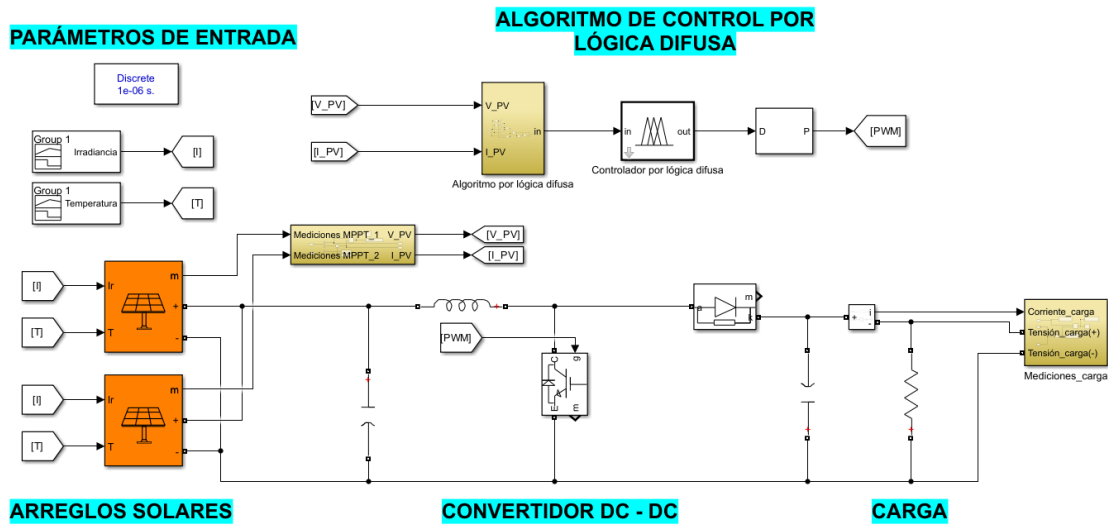 PARÁMETROS DE ENTRADA
ALGORITMO DE CONTROL POR
LÓGICA DIFUSA
Discrete
1e-06 s.
Group 1
Irradiancia
[I]
Group 1
Temperatura
[T]
[V_PV]
[I_PV]
V_PV
in
I_PV
Algoritmo por lógica difusa
in
out
Controlador por lógica difusa
D
P
[PWM]
Mediciones MPPT_1
V_PV
Mediciones MPPT_2
I_PV
[V_PV]
[I_PV]
[I]
Ir
m
+
[T]
T
-
[I]
Ir
m
+
[T]
T
-
+
+
[PWM]
C
g
E
m
a
m
k
+
+
i
-
+
Corriente_carga
Tensión_carga(+)
Tensión_carga(-)
Mediciones_carga
ARREGLOS SOLARES
CONVERTIDOR DC - DC
CARGA